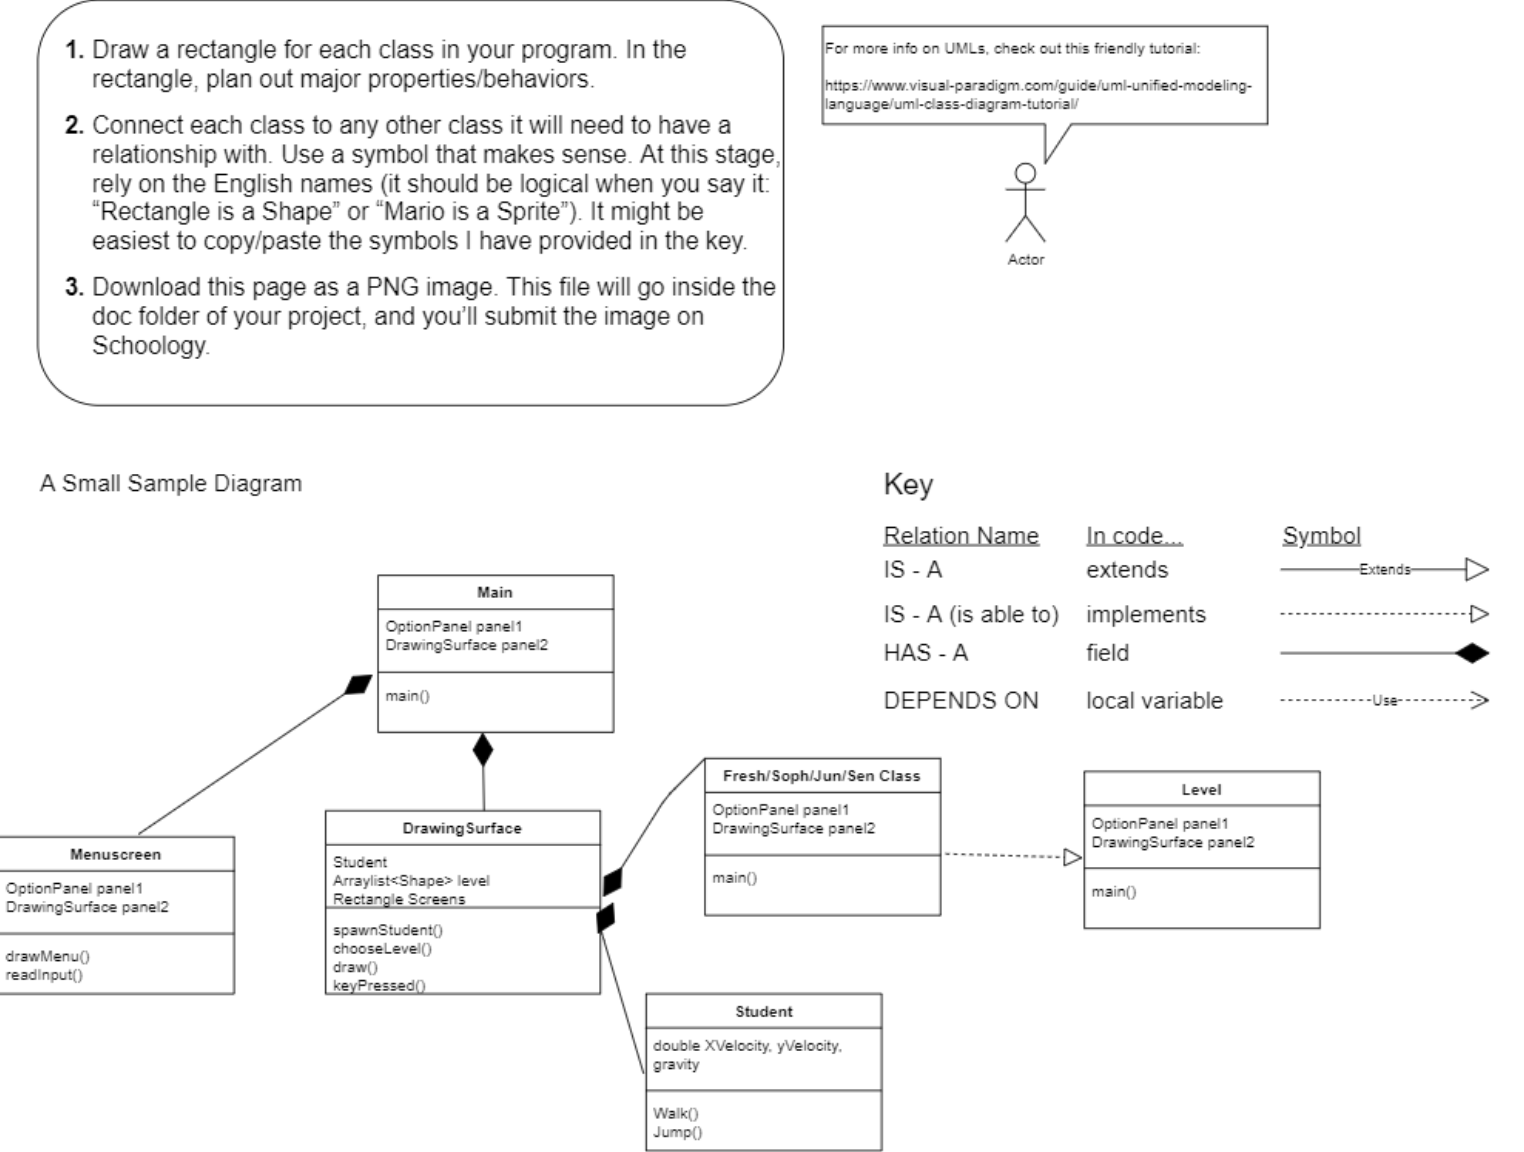 1. Draw a rectangle for each class in your program. In the
rectangle, plan out major properties/behaviors.
2. Connect each class to any other class it will need to have a
relationship with. Use a symbol that makes sense. At this stage,
rely on the English names (it should be logical when you say it:
“Rectangle is a Shape” or “Mario is a Sprite”). It might be
easiest to copy/paste the symbols I have provided in the key.
3. Download this page as a PNG image. This file will go inside the
doc folder of your project, and you’ll submit the image on
Schoology.
For more info on UMLs, check out this friendly tutorial:
https://www.visual-paradigm.com/guide/uml-unified-modeling-
language/uml-class-diagram-tutorial/
Actor
A Small Sample Diagram
Key
Relation Name In code... Symbol
IS - A extends Extends
IS - A (is able to) implements
HAS - A field
DEPENDS ON local variable Use
Main
OptionPanel panel1
DrawingSurface panel2
main()
Menuscreen
OptionPanel panel1
DrawingSurface panel2
drawMenu()
readInput()
DrawingSurface
Student
Arraylist<Shape> level
Rectangle Screens
spawnStudent()
chooseLevel()
draw()
keyPressed()
Fresh/Soph/Jun/Sen Class
OptionPanel panel1
DrawingSurface panel2
main()
Level
OptionPanel panel1
DrawingSurface panel2
main()
Student
double XVelocity, yVelocity,
gravity
Walk()
Jump()